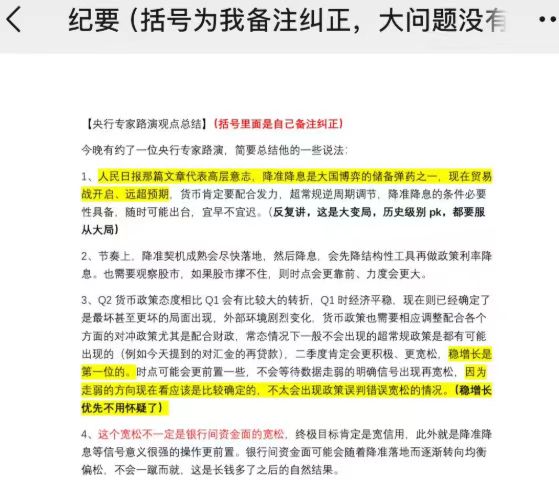 纪要（括号为我备注纠正，大问题没有
【央行专家路演观点总结】(括号里面是自己备注纠正)
今晚有约了一位央行专家路演，简要总他的一些说法：
1、人民日报那篇文章代表高层意志，降准降息是大国博弈的储备弹药之一，现在贸易
战开启、远超预期，货币肯定要配合发力，超常规逆周期调节，降准降息的条件必要
性具备，随时可能出台，宜早不宜迟。（反复讲，这是大变局，历史级别 pk，都要服
从大局）
2、节奏上，降准契机成熟会尽快落地，然后降息，会先降结构性工具再做政策利率降
息。也需要观察股市，如果股市撑不住，则时点会更靠前、力度会更大。
3、Q2 货币政策态度相比 Q1 会有比较大的转折，Q1 时经济平稳，现在则已经确定了
是最坏甚至更坏的局面出现，外部环境剧烈变化，货币政策也需要相应调整配合各个
方面的对冲政策尤其是配合财政，常态情况下一般不会出现的超常规政策是都有可能
出现的（例如今天提到的对汇金的再贷款），二季度肯定会更积极、更宽松，稳增长是
第一位的。时点可能会更前置一些，不会等待数据走弱的明确信号出现再宽松，因为
走弱的方向现在看应该是比较确定的，不太会出现政策误判错误宽松的情况。（稳增长
优先不用怀疑了）
4、这个宽松不一定是银行间资金面的宽松，终极目标肯定是宽信用，此外就是降准降
息等信号意义很强的操作更前置。银行间资金面可能会随着降准落地而逐渐转向均衡
偏松，不会一蹴而就，这是长钱多了之后的自然结果。